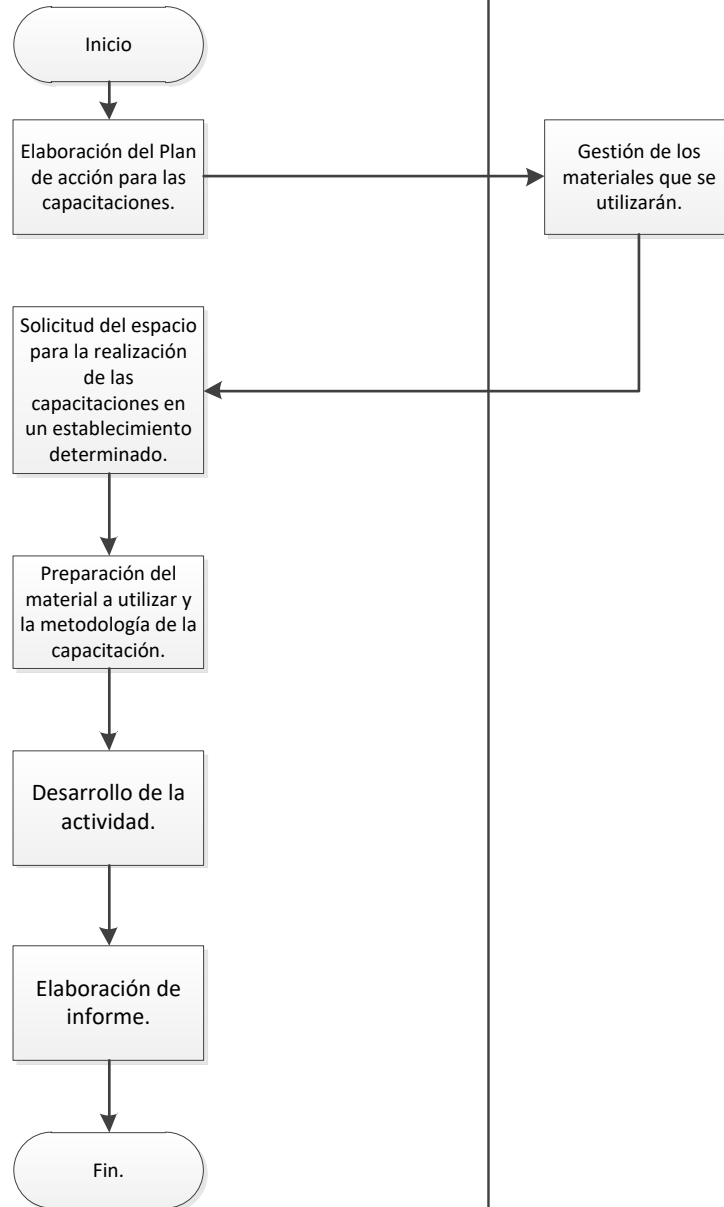 Inicio
Elaboración del Plan
de acción para las
capacitaciones.
Gestión de los
materiales que se
utilizarán.
Solicitud del espacio
para la realización
de las
capacitaciones en
un establecimiento
determinado.
Preparación del
material a utilizar y
la metodología de la
capacitación.
Desarrollo de la
actividad.
Elaboración de
informe.
Fin.